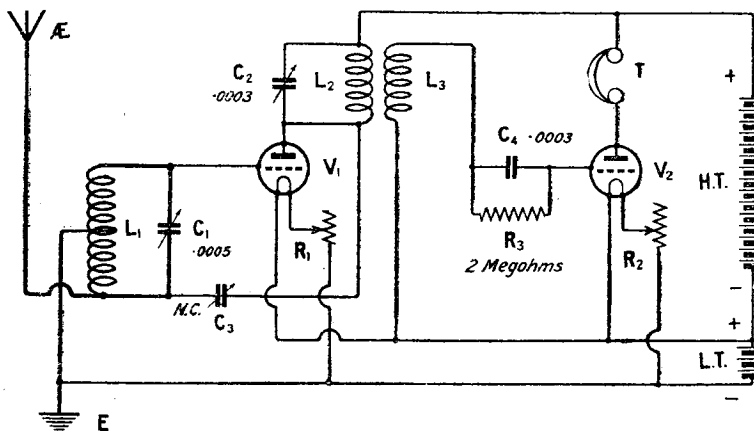 Æ
C2
·0003
L2
L3
T
+
C4 ·0003
V1
V2
H.T.
L1
C1
·0005
R1
R3
2 Megohms
R2
N.C.
C3
−
+
L.T.
−
E